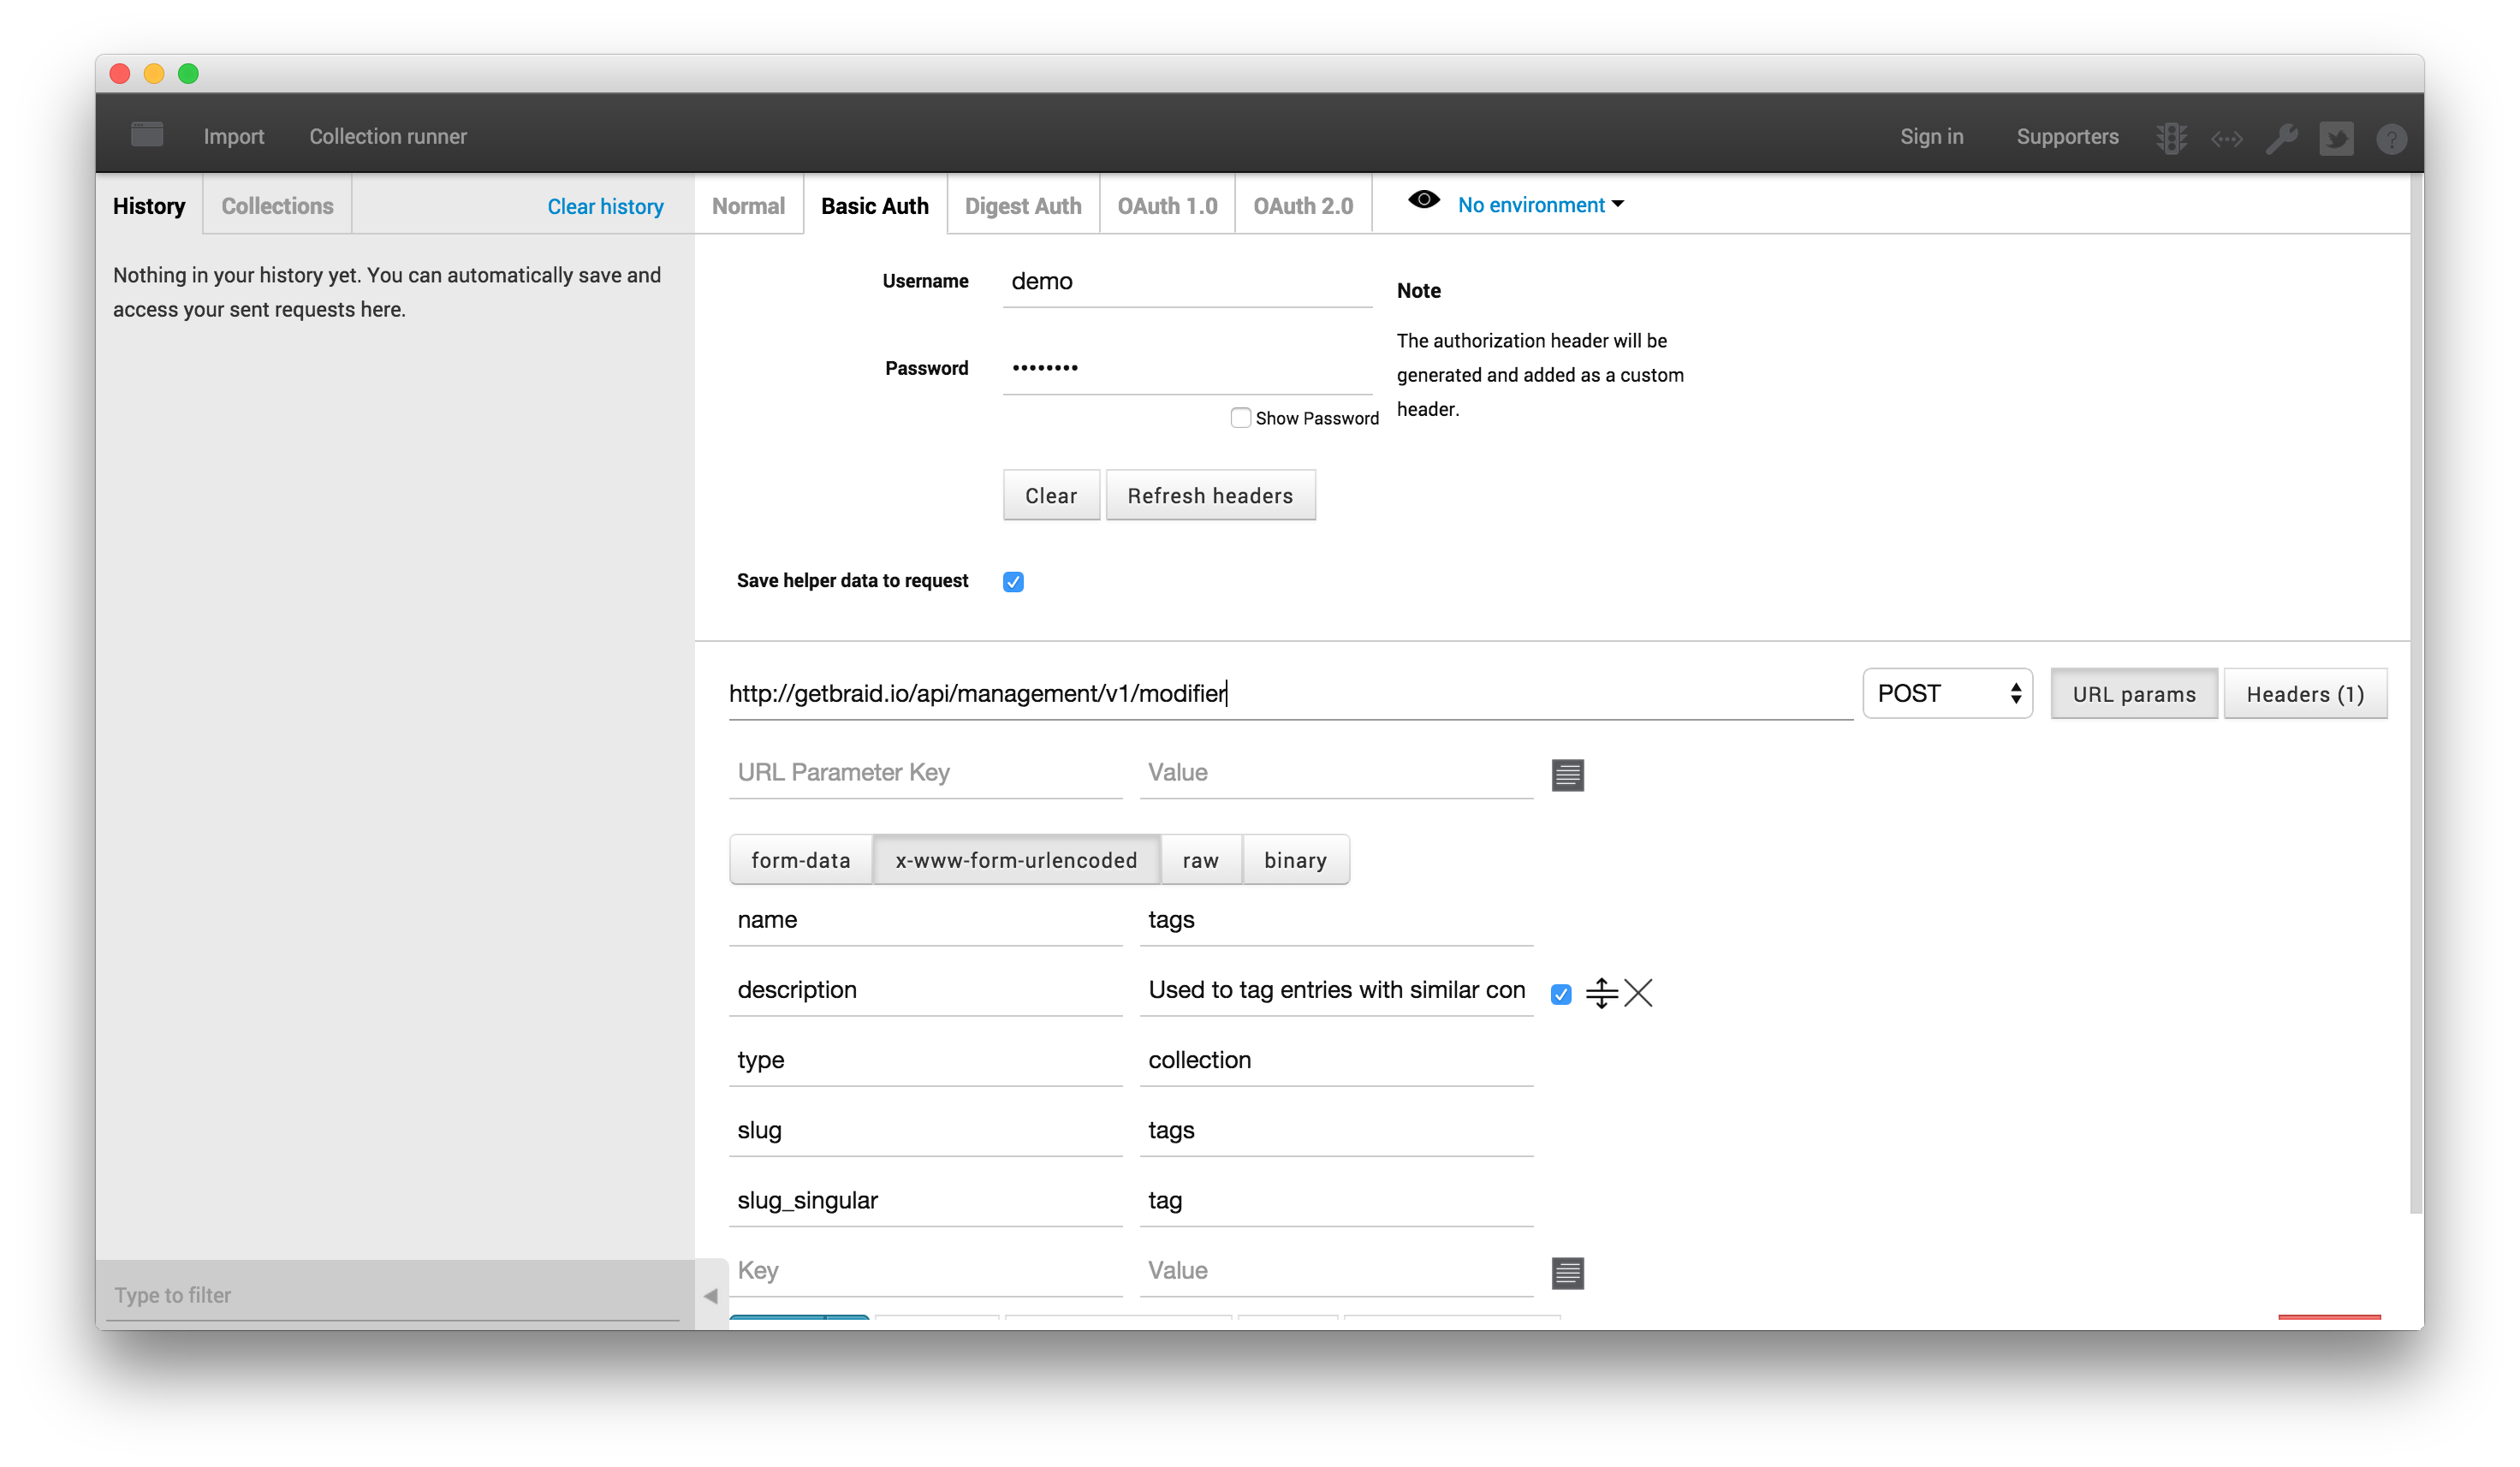 Import Collection runner Sign in Supporters
History Collections Clear history
Nothing in your history yet. You can automatically save and
access your sent requests here.
Type to filter
Normal Basic Auth Digest Auth OAuth 1.0 OAuth 2.0 No environment
Username demo
Password ••••••••
Show Password
Note
The authorization header will be
generated and added as a custom
header.
Clear Refresh headers
Save helper data to request
http://getbraid.io/api/management/v1/modifier POST URL params Headers (1)
URL Parameter Key Value
form-data x-www-form-urlencoded raw binary
name tags
description Used to tag entries with similar con
type collection
slug tags
slug_singular tag
Key Value